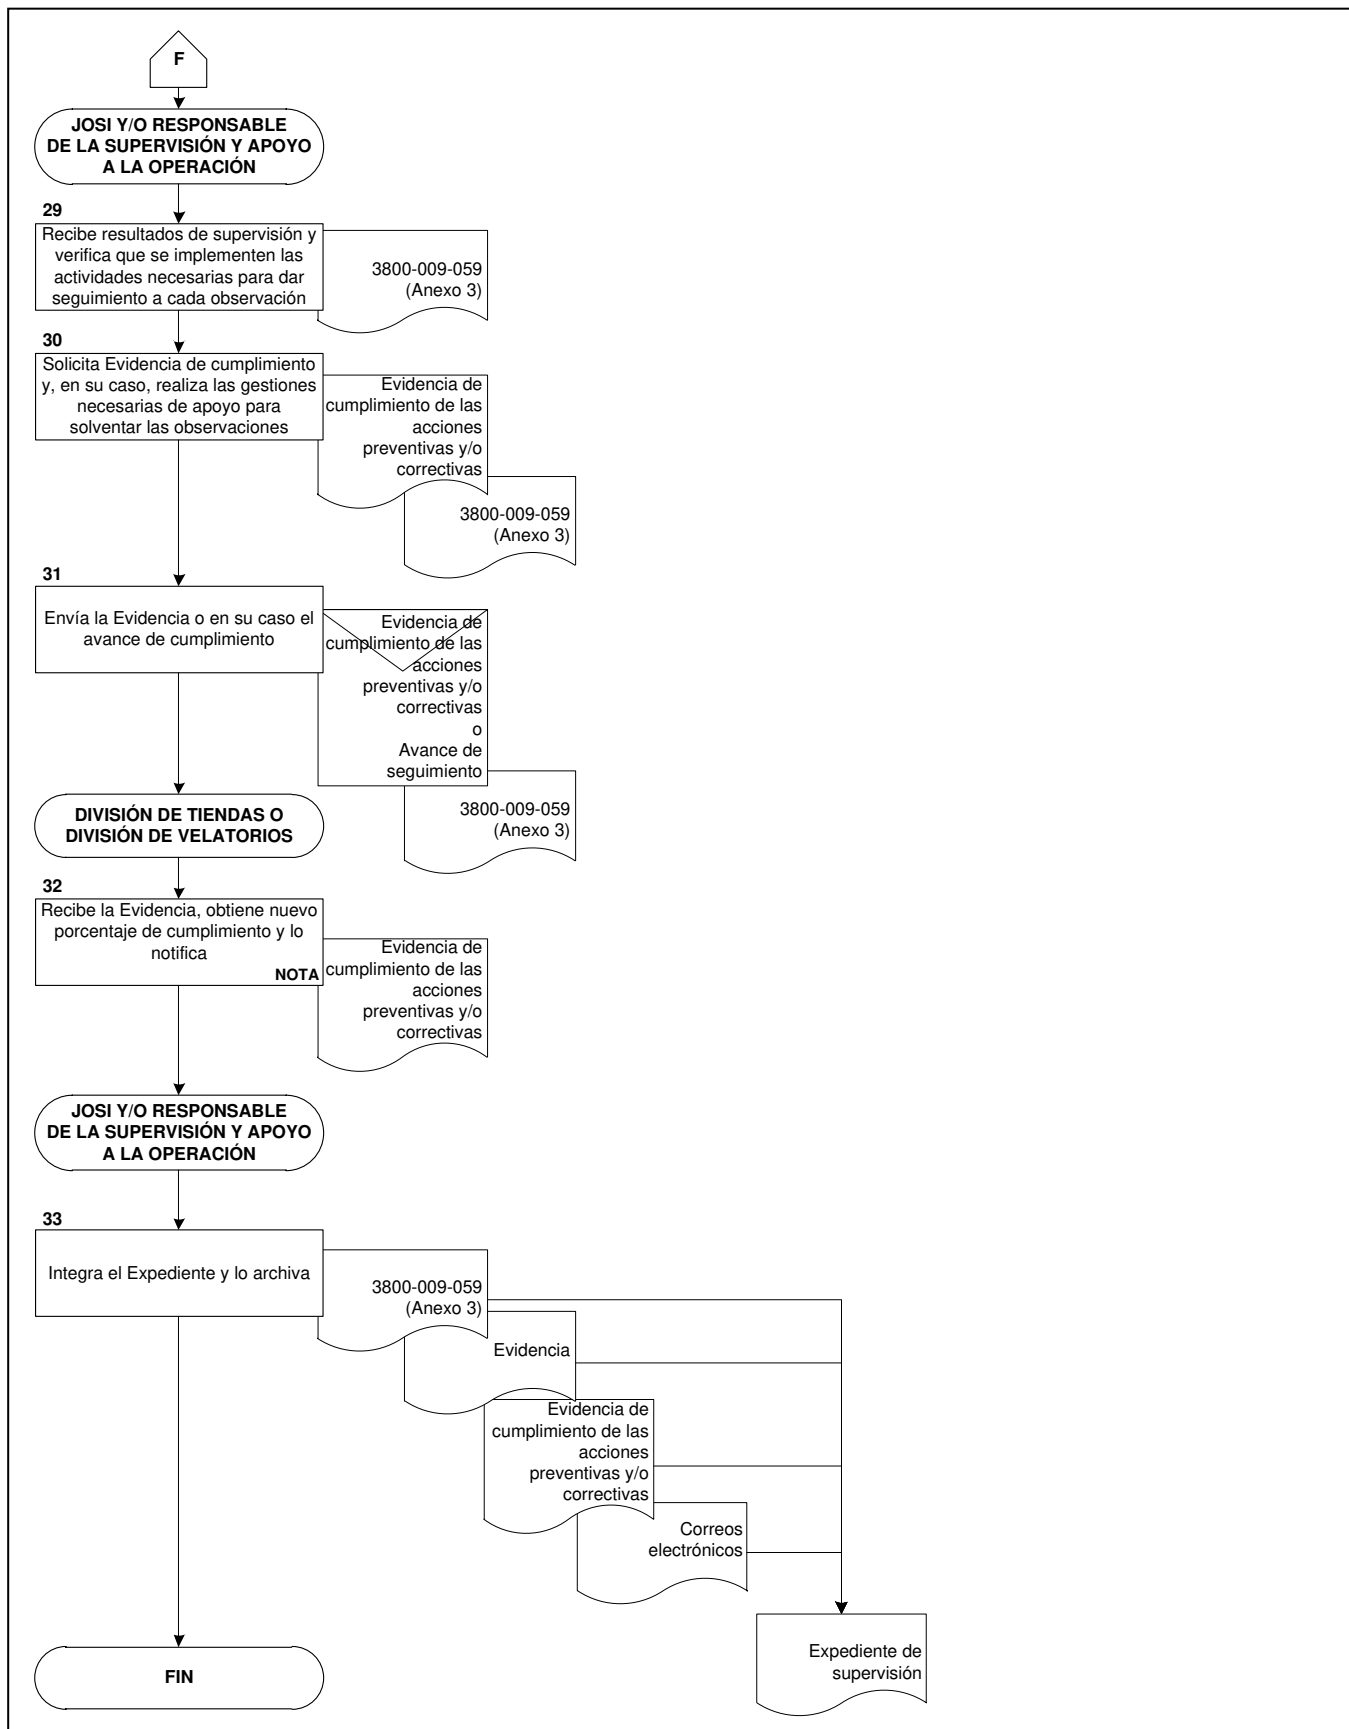 F
JOSI Y/O RESPONSABLE
DE LA SUPERVISIÓN Y APOYO
A LA OPERACIÓN
29
Recibe resultados de supervisión y
verifica que se implementen las
actividades necesarias para dar
seguimiento a cada observación
3800-009-059
(Anexo 3)
30
Solicita Evidencia de cumplimiento
y, en su caso, realiza las gestiones
necesarias de apoyo para
solventar las observaciones
Evidencia de
cumplimiento de las
acciones
preventivas y/o
correctivas
3800-009-059
(Anexo 3)
31
Envía la Evidencia o en su caso el
avance de cumplimiento
Evidencia de
cumplimiento de las
acciones
preventivas y/o
correctivas
o
Avance de
seguimiento
3800-009-059
(Anexo 3)
DIVISIÓN DE TIENDAS O
DIVISIÓN DE VELATORIOS
32
Recibe la Evidencia, obtiene nuevo
porcentaje de cumplimiento y lo
notifica
NOTA
Evidencia de
cumplimiento de las
acciones
preventivas y/o
correctivas
JOSI Y/O RESPONSABLE
DE LA SUPERVISIÓN Y APOYO
A LA OPERACIÓN
33
Integra el Expediente y lo archiva
3800-009-059
(Anexo 3)
Evidencia
Evidencia de
cumplimiento de las
acciones
preventivas y/o
correctivas
Correos
electrónicos
Expediente de
supervisión
FIN